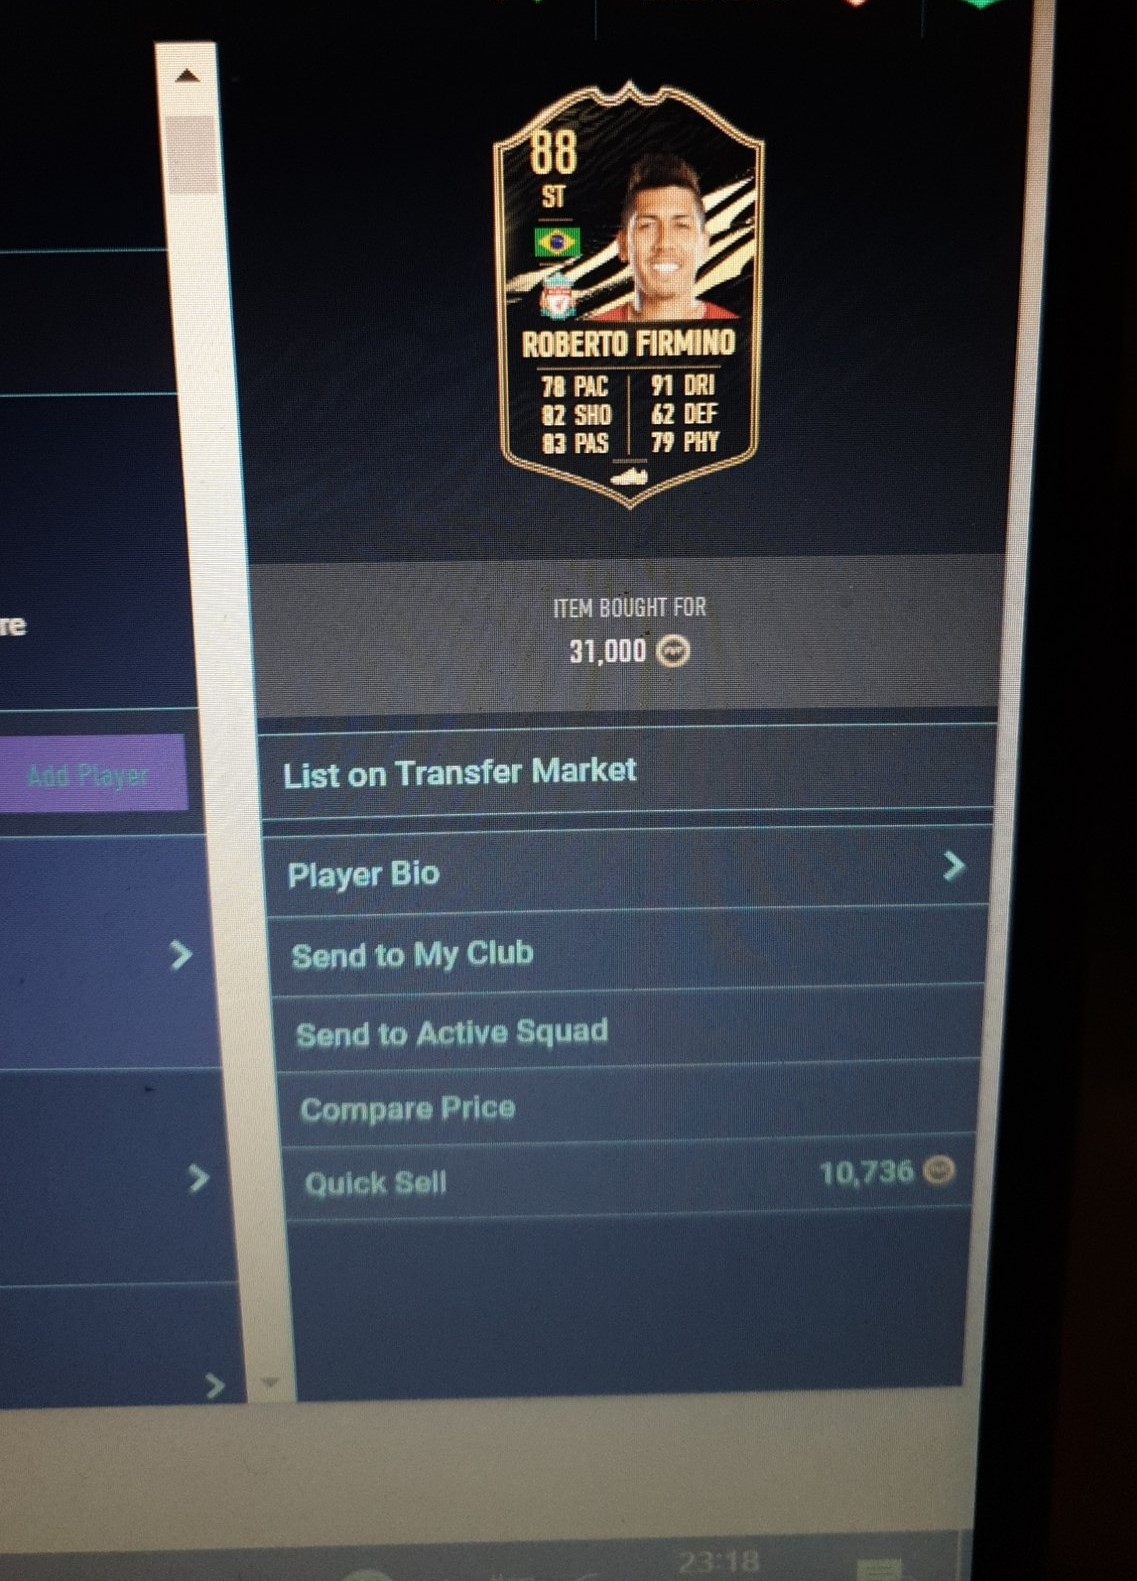 88
ST
ROBERTO FIRMINO
78 PAC 91 DRI
82 SHO 62 DEF
83 PAS 79 PHY
ITEM BOUGHT FOR
31,000
re
List on Transfer Market
Add Player
Player Bio
Send to My Club
Send to Active Squad
Compare Price
Quick Sell 10,736
23:18